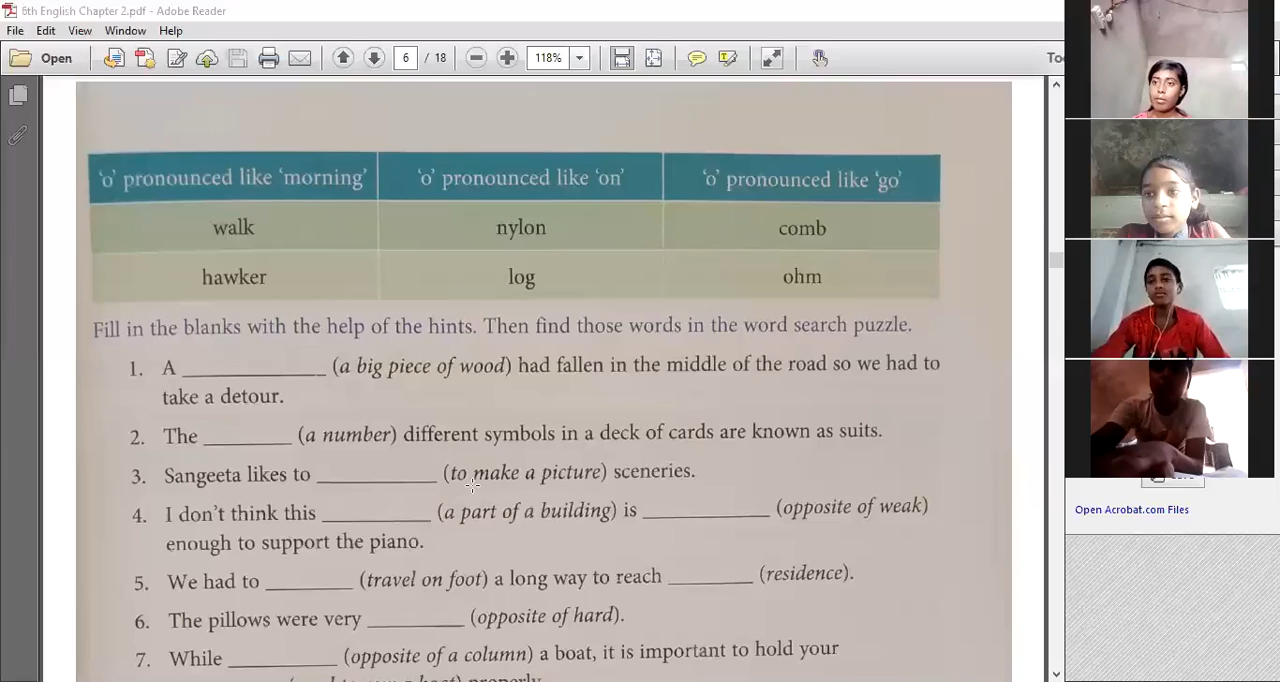 6th English Chapter 2.pdf - Adobe Reader
File Edit View Window Help
Open 6 / 18 118%
'o' pronounced like 'morning' 'o' pronounced like 'on' 'o' pronounced like 'go'
walk nylon comb
hawker log ohm
Fill in the blanks with the help of the hints. Then find those words in the word search puzzle.
1. A ____________ (a big piece of wood) had fallen in the middle of the road so we had to
take a detour.
2. The ________ (a number) different symbols in a deck of cards are known as suits.
3. Sangeeta likes to ___________ (to make a picture) sceneries.
4. I don't think this __________ (a part of a building) is ____________ (opposite of weak)
enough to support the piano.
5. We had to ________ (travel on foot) a long way to reach ________ (residence).
6. The pillows were very _________ (opposite of hard).
7. While __________ (opposite of a column) a boat, it is important to hold your
properly.
Open Acrobat.com Files